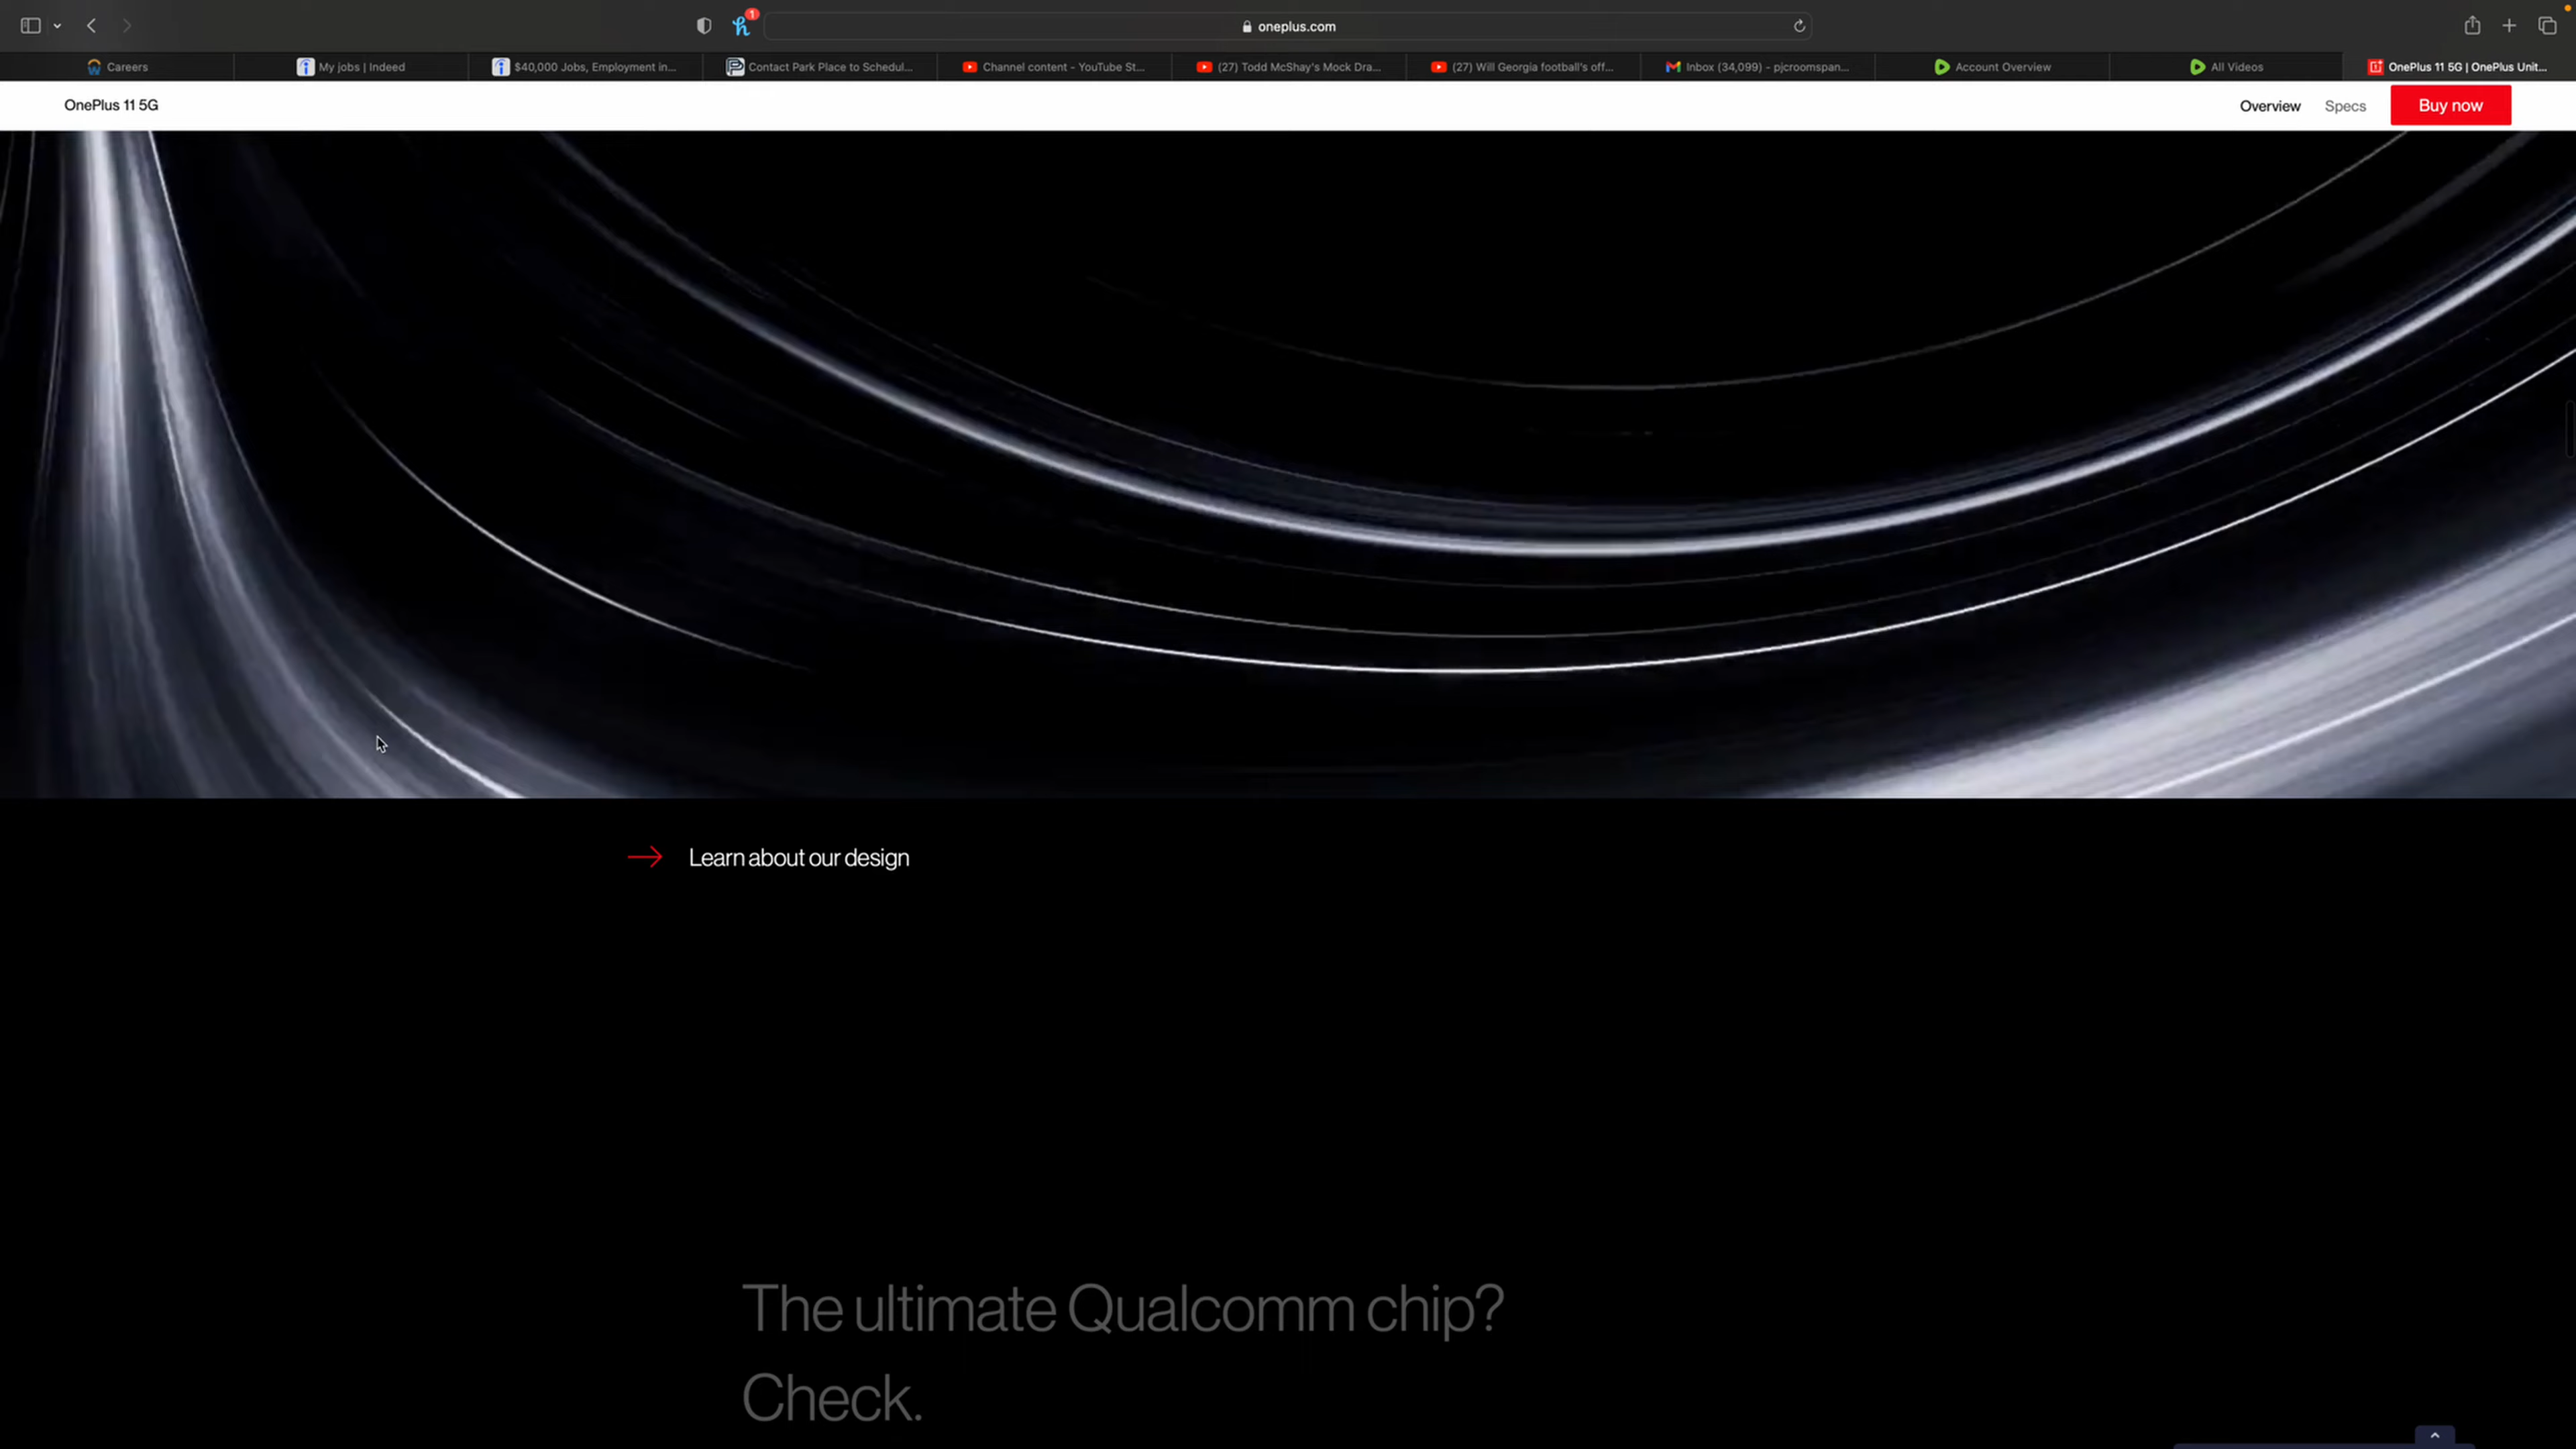 1
oneplus.com
Careers
My jobs | Indeed
$40,000 Jobs, Employment in...
Contact Park Place to Schedul...
Channel content - YouTube St...
(27) Todd McShay's Mock Dra...
(27) Will Georgia football's off...
Inbox (34,099) - pjcroomspan...
Account Overview
All Videos
OnePlus 11 5G | OnePlus Unit...
OnePlus 11 5G
Overview
Specs
Buy now
Learn about our design
The ultimate Qualcomm chip?
Check.